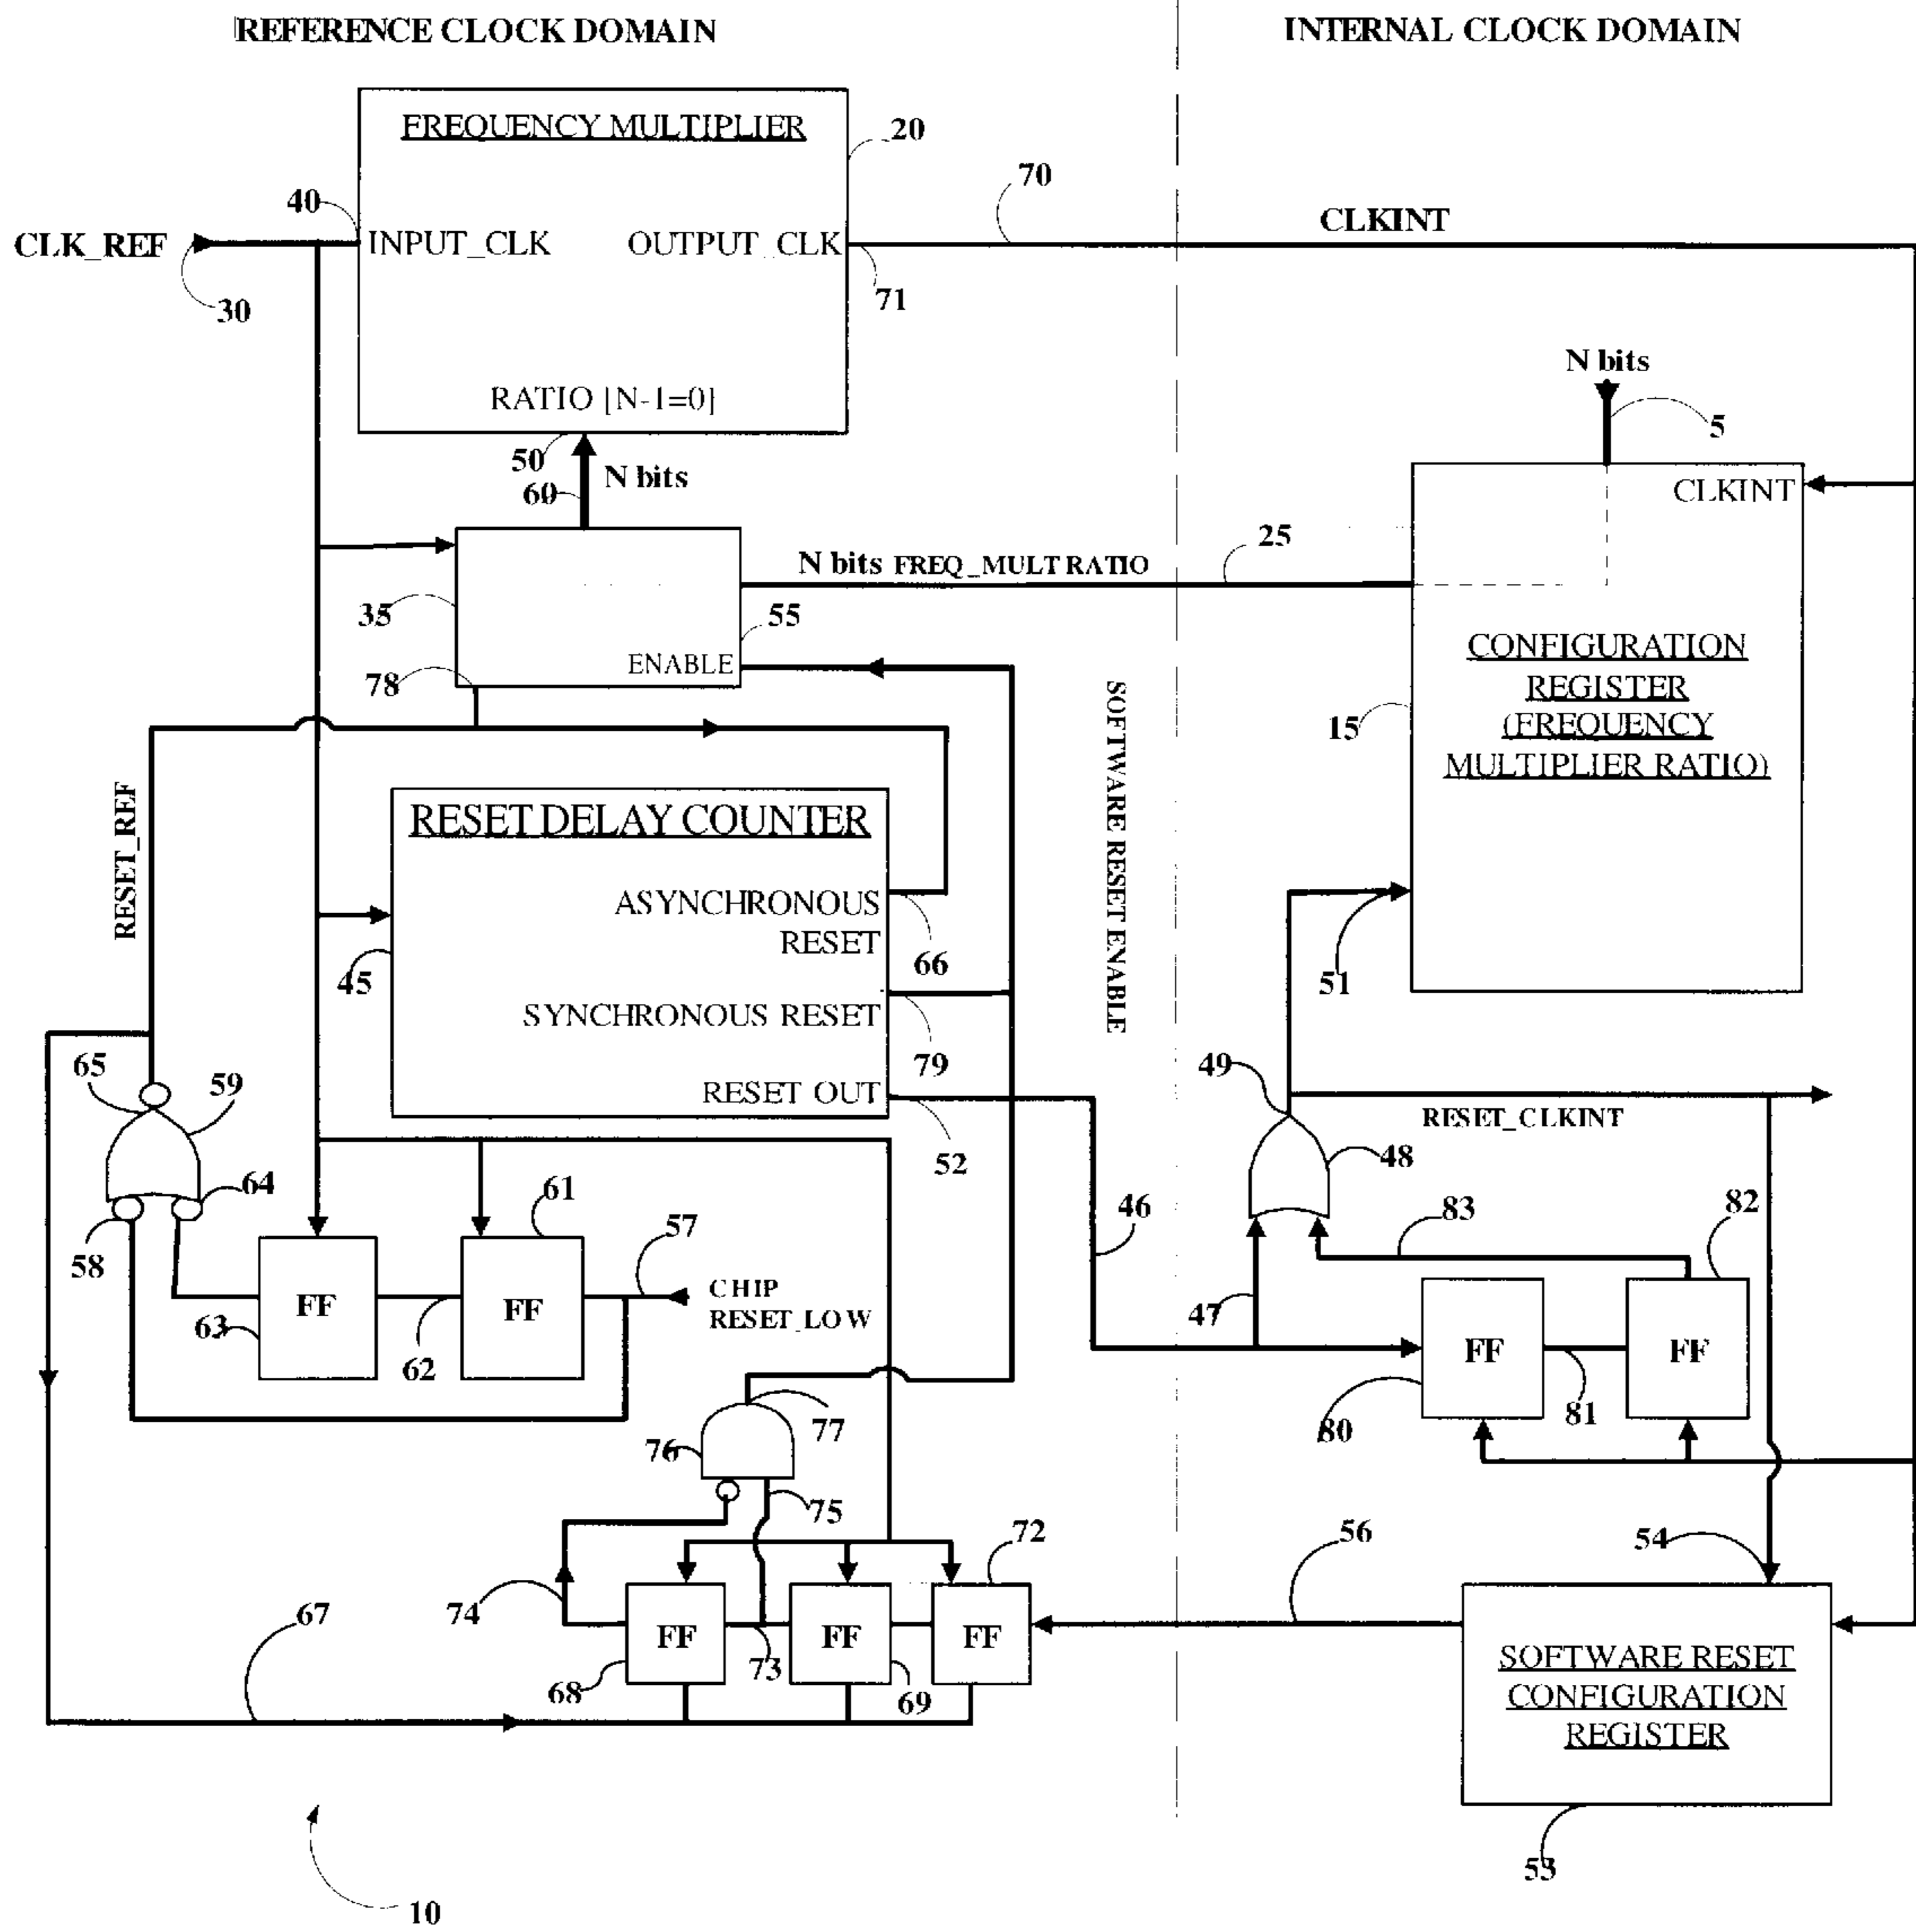 REFERENCE CLOCK DOMAIN
INTERNAL CLOCK DOMAIN
FREQUENCY MULTIPLIER
20
70
CLKINT
40
CLK_REF
INPUT_CLK
OUTPUT_CLK
30
71
N bits
RATIO [N-1=0]
5
50
N bits
60
CLKINT
25
N bits FREQ_MULT RATIO
35
55
ENABLE
78
CONFIGURATION
REGISTER
(FREQUENCY
MULTIPLIER RATIO)
15
SOFTWARE RESET ENABLE
RESET_REF
RESET DELAY COUNTER
ASYNCHRONOUS
RESET
66
45
51
SYNCHRONOUS RESET
79
65
59
49
RESET OUT
RESET_CLKINT
52
48
64
61
46
83
82
57
58
CHIP
RESET_LOW
FF
FF
63
62
47
FF
FF
77
80
81
76
75
72
56
54
74
67
FF
FF
FF
73
68
69
SOFTWARE RESET
CONFIGURATION
REGISTER
53
10